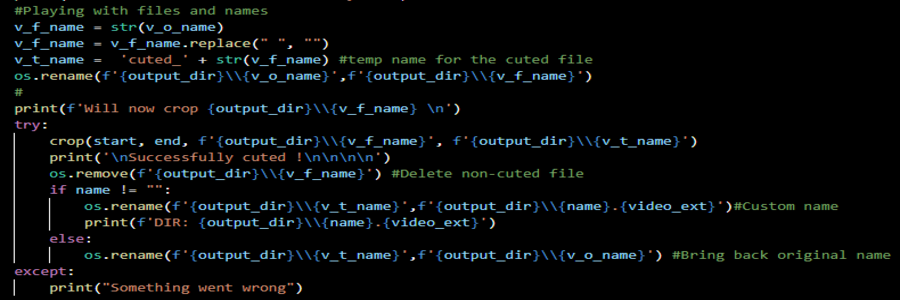 #Playing with files and names
v_f_name = str(v_o_name)
v_f_name = v_f_name.replace(" ", "")
v_t_name =  'cuted_' + str(v_f_name) #temp name for the cuted file
os.rename(f'{output_dir}\\{v_o_name}',f'{output_dir}\\{v_f_name}')
#
print(f'Will now crop {output_dir}\\{v_f_name} \n')
try:
    crop(start, end, f'{output_dir}\\{v_f_name}', f'{output_dir}\\{v_t_name}')
    print('\nSuccessfully cuted !\n\n\n\n')
    os.remove(f'{output_dir}\\{v_f_name}') #Delete non-cuted file
    if name != "":
        os.rename(f'{output_dir}\\{v_t_name}',f'{output_dir}\\{name}.{video_ext}')#Custom name
        print(f'DIR: {output_dir}\\{name}.{video_ext}')
    else:
        os.rename(f'{output_dir}\\{v_t_name}',f'{output_dir}\\{v_o_name}') #Bring back original name
except:
    print("Something went wrong")